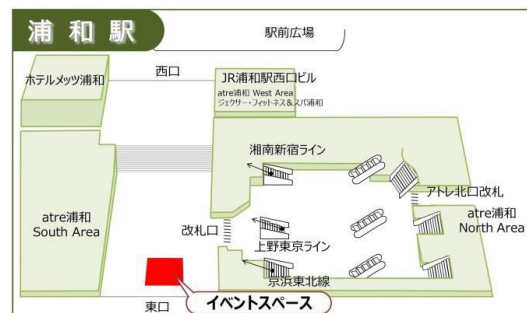 浦和駅
駅前広場
ホテルメッツ浦和
西口
JR浦和駅西口ビル
atre浦和 West Area
ジェクサー・フィットネス&スパ浦和
湘南新宿ライン
アトレ北口改札
atre浦和
South Area
改札口
上野東京ライン
atre浦和
North Area
京浜東北線
東口
イベントスペース